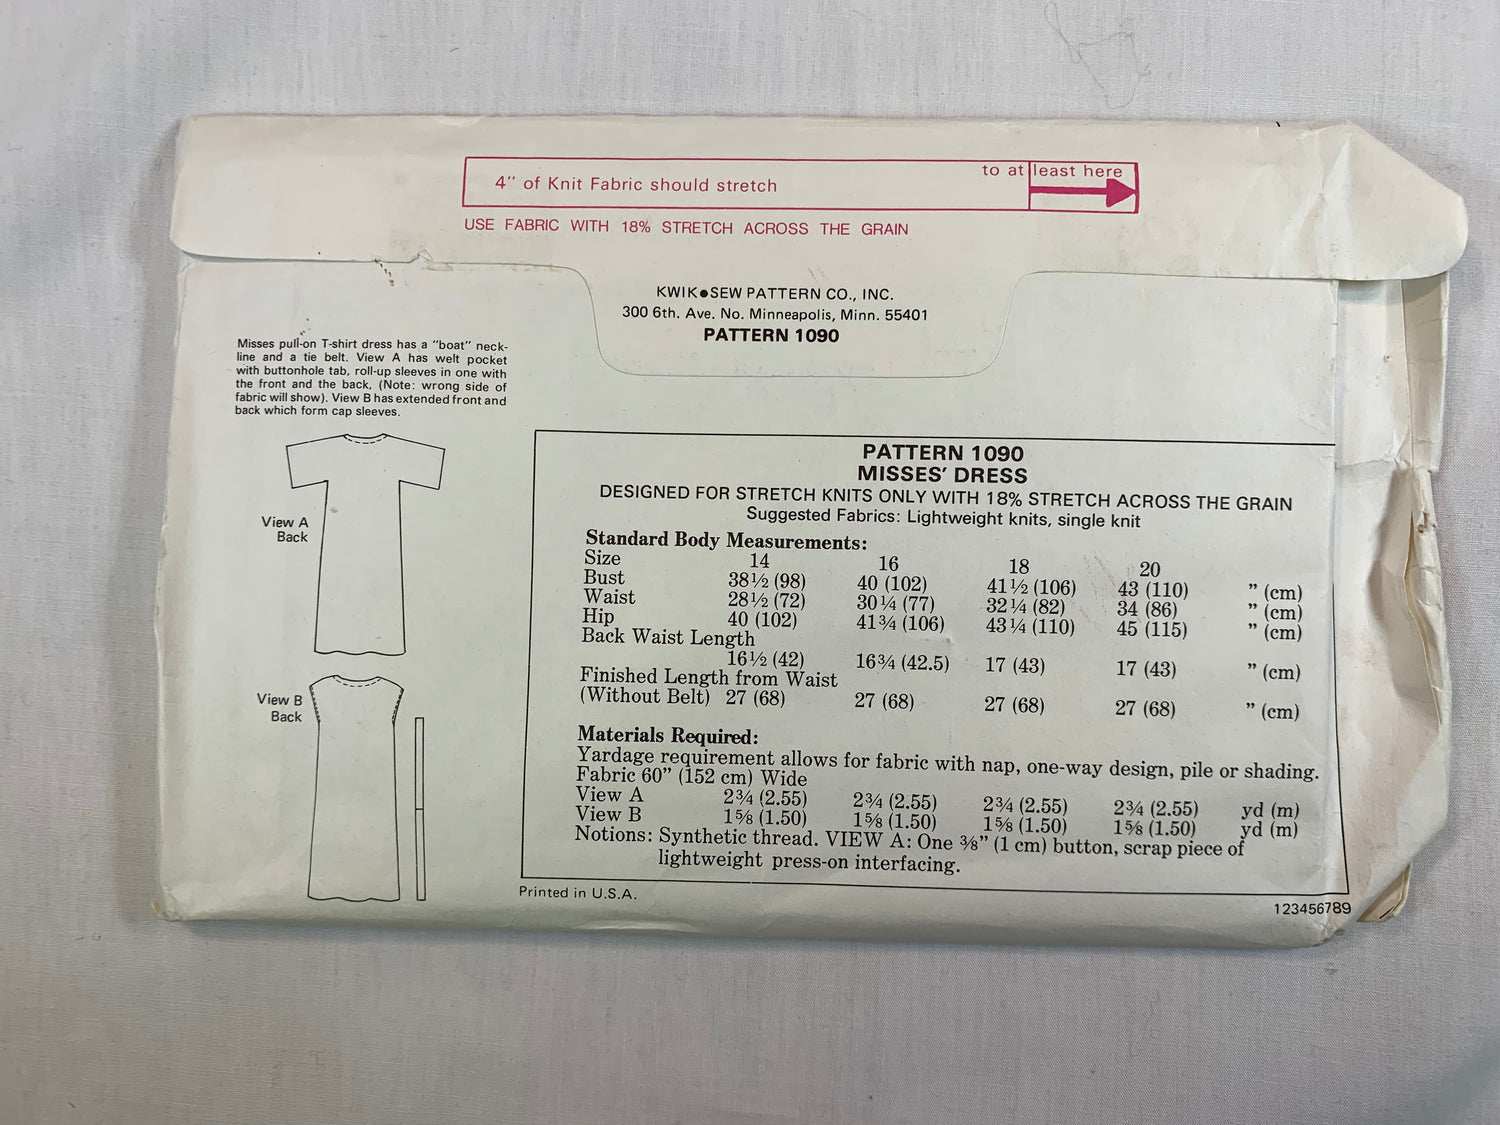 4" of Knit Fabric should stretch to at least here
USE FABRIC WITH 18% STRETCH ACROSS THE GRAIN
KWIK●SEW PATTERN CO., INC.
300 6th. Ave. No. Minneapolis, Minn. 55401
PATTERN 1090
Misses pull-on T-shirt dress has a "boat" neck-
line and a tie belt. View A has welt pocket
with buttonhole tab, roll-up sleeves in one with
the front and the back, (Note: wrong side of
fabric will show). View B has extended front and
back which form cap sleeves.
View A
Back
View B
Back
PATTERN 1090
MISSES' DRESS
DESIGNED FOR STRETCH KNITS ONLY WITH 18% STRETCH ACROSS THE GRAIN
Suggested Fabrics: Lightweight knits, single knit
Standard Body Measurements:
Size 14 16 18 20
Bust 38½ (98) 40 (102) 41½ (106) 43 (110) " (cm)
Waist 28½ (72) 30¼ (77) 32¼ (82) 34 (86) " (cm)
Hip 40 (102) 41¾ (106) 43¼ (110) 45 (115) " (cm)
Back Waist Length
16½ (42) 16¾ (42.5) 17 (43) 17 (43) " (cm)
Finished Length from Waist
(Without Belt) 27 (68) 27 (68) 27 (68) 27 (68) " (cm)
Materials Required:
Yardage requirement allows for fabric with nap, one-way design, pile or shading.
Fabric 60" (152 cm) Wide
View A 2¾ (2.55) 2¾ (2.55) 2¾ (2.55) 2¾ (2.55) yd (m)
View B 1⅝ (1.50) 1⅝ (1.50) 1⅝ (1.50) 1⅝ (1.50) yd (m)
Notions: Synthetic thread. VIEW A: One ⅜" (1 cm) button, scrap piece of
lightweight press-on interfacing.
Printed in U.S.A.
123456789